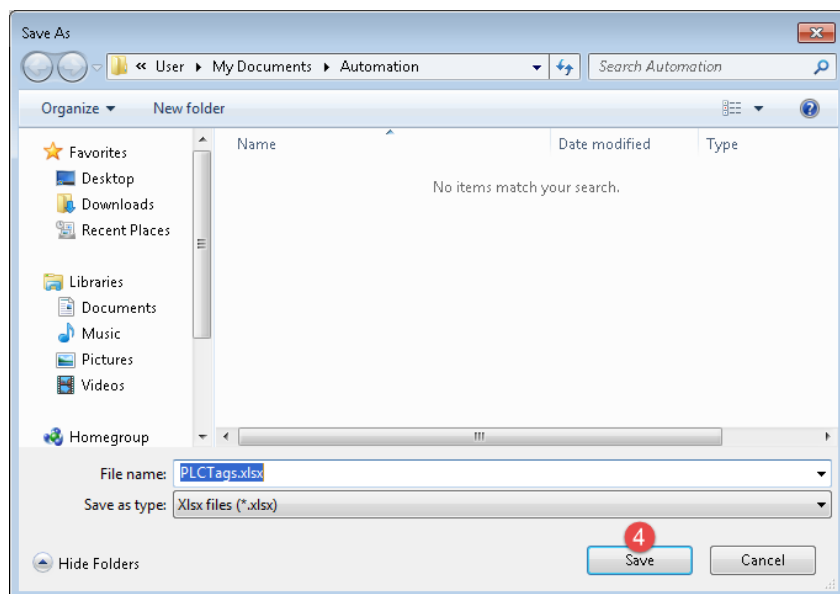 Save As
« User ▸ My Documents ▸ Automation
Search Automation
Organize New folder
Name Date modified Type
Favorites
Desktop
Downloads
Recent Places
Libraries
Documents
Music
Pictures
Videos
Homegroup
No items match your search.
File name: PLCTags.xlsx
Save as type: Xlsx files (*.xlsx)
Hide Folders
4
Save Cancel